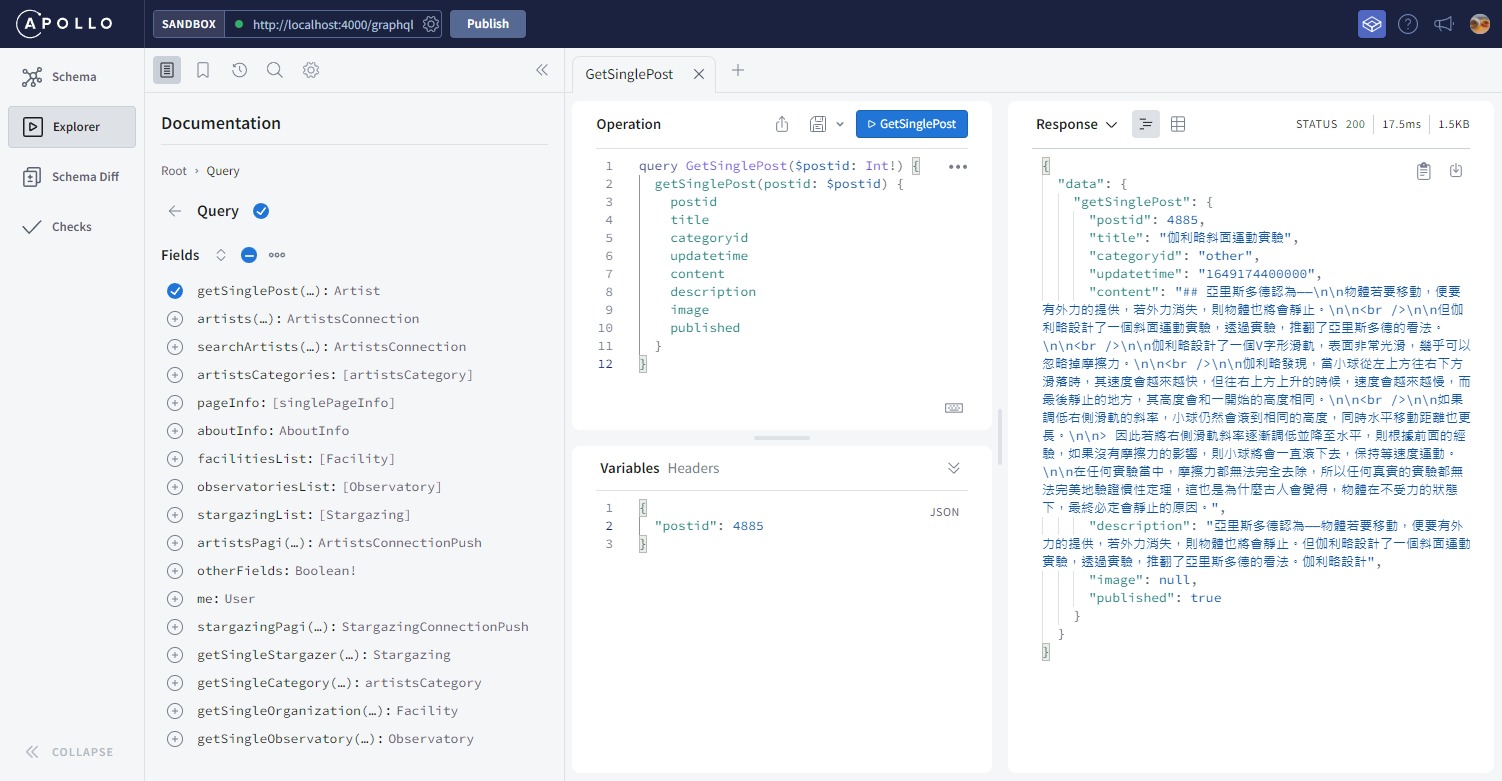 APOLLO
SANDBOX
http://localhost:4000/graphql
Publish
Schema
Explorer
Schema Diff
Checks
COLLAPSE
Documentation
Root › Query
Query
Fields
getSinglePost(…): Artist
artists(…): ArtistsConnection
searchArtists(…): ArtistsConnection
artistsCategories: [artistsCategory]
pageInfo: [singlePageInfo]
aboutInfo: AboutInfo
facilitiesList: [Facility]
observatoriesList: [Observatory]
stargazingList: [Stargazing]
artistsPagi(…): ArtistsConnectionPush
otherFields: Boolean!
me: User
stargazingPagi(…): StargazingConnectionPush
getSingleStargazer(…): Stargazing
getSingleCategory(…): artistsCategory
getSingleOrganization(…): Facility
getSingleObservatory(…): Observatory
GetSinglePost
Operation
GetSinglePost
1 query GetSinglePost($postid: Int!) {
2 getSinglePost(postid: $postid) {
3 postid
4 title
5 categoryid
6 updatetime
7 content
8 description
9 image
10 published
11 }
12 }
Variables Headers
JSON
1 {
2 "postid": 4885
3 }
Response
STATUS 200 17.5ms 1.5KB
{
"data": {
"getSinglePost": {
"postid": 4885,
"title": "伽利略斜面運動實驗",
"categoryid": "other",
"updatetime": "1649174400000",
"content": "## 亞里斯多德認為——\n\n物體若要移動，便要
有外力的提供，若外力消失，則物體也將會靜止。\n\n<br />\n\n但伽
利略設計了一個斜面運動實驗，透過實驗，推翻了亞里斯多德的看法。
\n\n<br />\n\n伽利略設計了一個V字形滑軌，表面非常光滑，幾乎可以
忽略掉摩擦力。\n\n<br />\n\n伽利略發現，當小球從左上方往右下方
滑落時，其速度會越來越快，但往右上方上升的時候，速度會越來越慢，而
最後靜止的地方，其高度會和一開始的高度相同。\n\n<br />\n\n如果
調低右側滑軌的斜率，小球仍然會滾到相同的高度，同時水平移動距離也更
長。\n\n> 因此若將右側滑軌斜率逐漸調低並降至水平，則根據前面的經
驗，如果沒有摩擦力的影響，則小球將會一直滾下去，保持等速度運動。
\n\n在任何實驗當中，摩擦力都無法完全去除，所以任何真實的實驗都無
法完美地驗證慣性定理，這也是為什麼古人會覺得，物體在不受力的狀態
下，最終必定會靜止的原因。",
"description": "亞里斯多德認為——物體若要移動，便要有外
力的提供，若外力消失，則物體也將會靜止。但伽利略設計了一個斜面運動
實驗，透過實驗，推翻了亞里斯多德的看法。伽利略設計",
"image": null,
"published": true
}
}
}